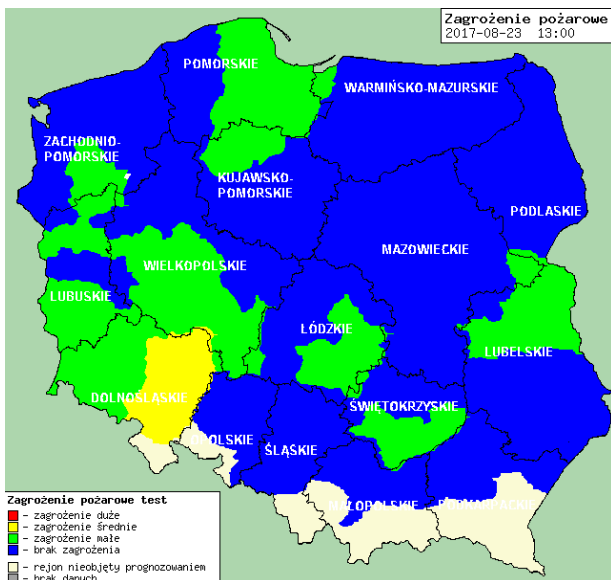 Zagrożenie pożarowe
2017-08-23 13:00
POMORSKIE
WARMIŃSKO-MAZURSKIE
ZACHODNIO-
POMORSKIE
KUJAWSKO-
POMORSKIE
PODLASKIE
MAZOWIECKIE
WIELKOPOLSKIE
LUBUSKIE
ŁÓDZKIE
LUBELSKIE
DOLNOŚLĄSKIE
ŚWIĘTOKRZYSKIE
OPOLSKIE
ŚLĄSKIE
MAŁOPOLSKIE
PODKARPACKIE
Zagrożenie pożarowe test
- zagrożenie duże
- zagrożenie średnie
- zagrożenie małe
- brak zagrożenia
- rejon nieobjęty prognozowaniem
- brak danych